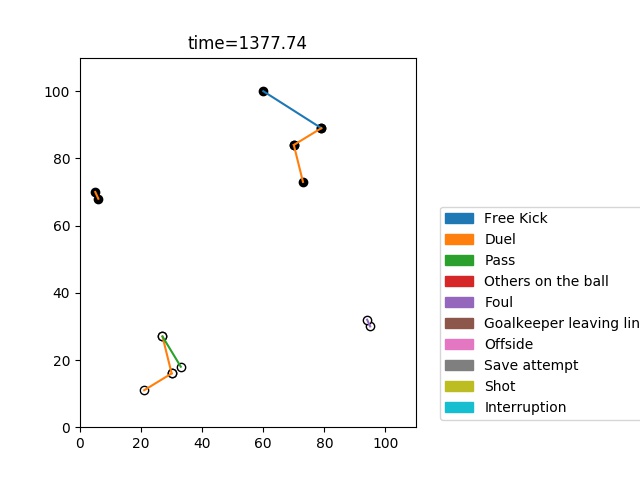 time=1377.74
100
80
60
40
20
0
0 20 40 60 80 100
Free Kick
Duel
Pass
Others on the ball
Foul
Goalkeeper leaving lin
Offside
Save attempt
Shot
Interruption